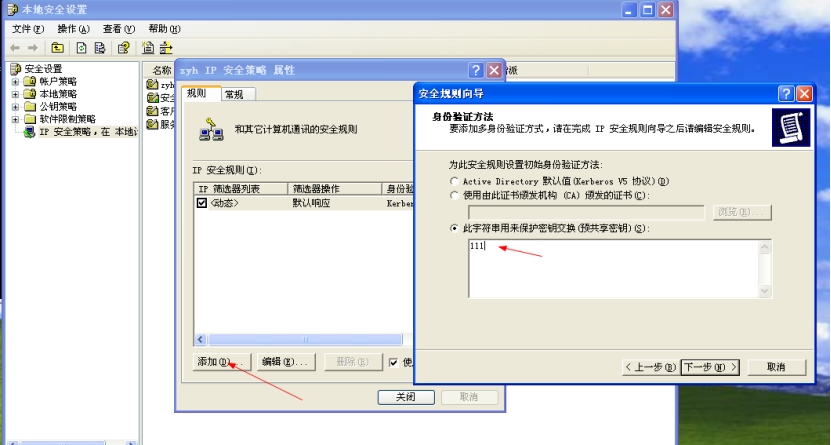 本地安全设置
文件(F) 操作(A) 查看(V) 帮助(H)
安全设置
帐户策略
本地策略
公钥策略
软件限制策略
IP 安全策略，在 本地
名称
zyh
安全
客户
服务
zyh IP 安全策略 属性
规则 常规
和其它计算机通讯的安全规则
IP 安全规则(I):
IP 筛选器列表 筛选器操作 身份验
<动态> 默认响应 Kerber
添加(D)... 编辑(E)... 删除(R) 使
关闭 取消
安全规则向导
身份验证方法
要添加多身份验证方式，请在完成 IP 安全规则向导之后请编辑安全规则。
为此安全规则设置初始身份验证方法:
Active Directory 默认值(Kerberos V5 协议)(D)
使用由此证书颁发机构 (CA) 颁发的证书(C):
浏览(R)...
此字符串用来保护密钥交换(预共享密钥)(S):
111
< 上一步(B) 下一步(N) > 取消